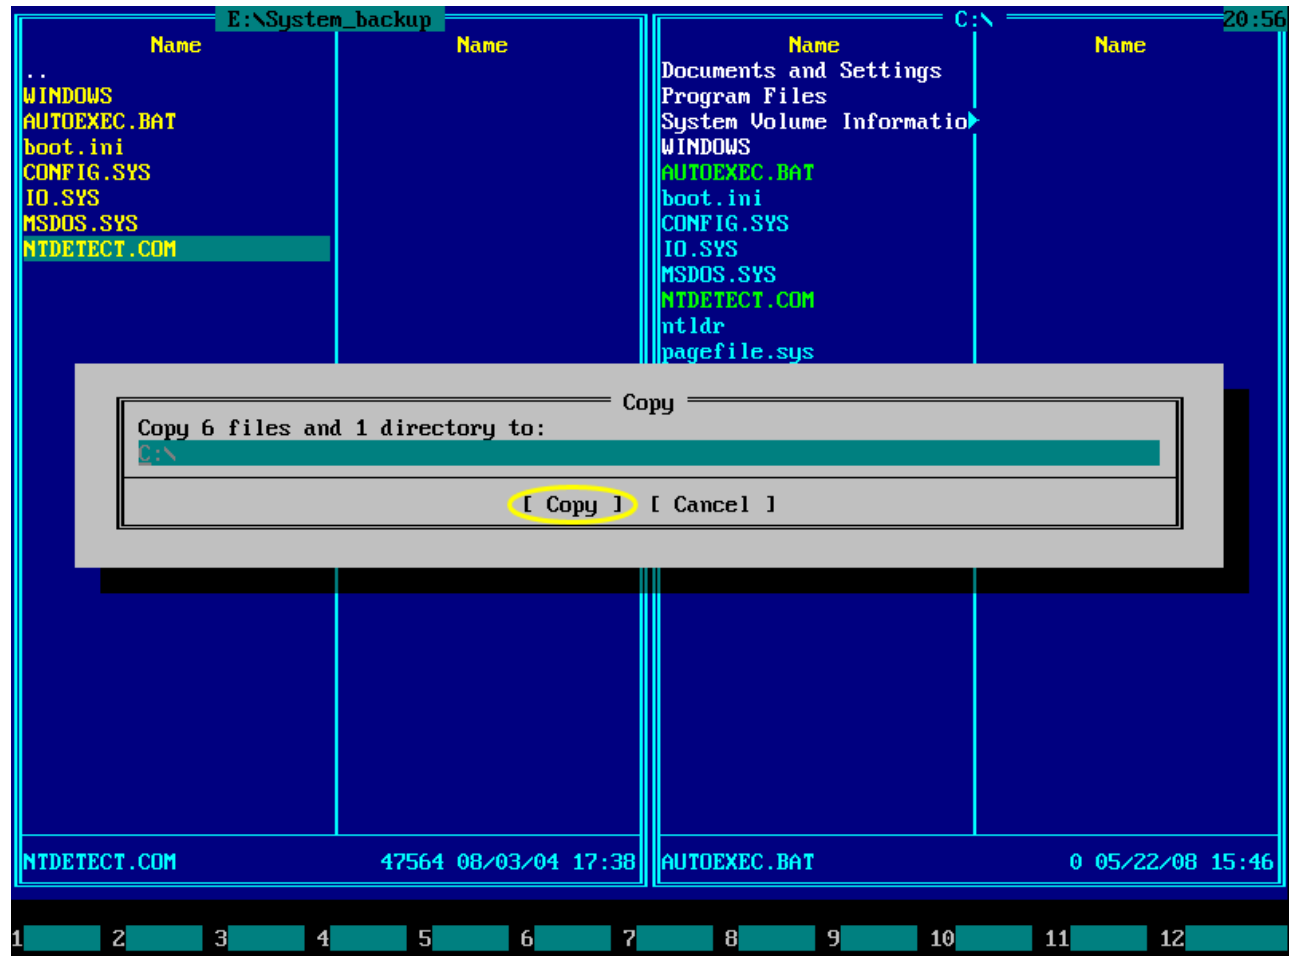 E:\System_backup
C:\
20:56
Name
Name
Name
Name
..
WINDOWS
AUTOEXEC.BAT
boot.ini
CONFIG.SYS
IO.SYS
MSDOS.SYS
NTDETECT.COM
Documents and Settings
Program Files
System Volume Informatio
WINDOWS
AUTOEXEC.BAT
boot.ini
CONFIG.SYS
IO.SYS
MSDOS.SYS
NTDETECT.COM
ntldr
pagefile.sys
Copy
Copy 6 files and 1 directory to:
C:\
[ Copy ] [ Cancel ]
NTDETECT.COM 47564 08/03/04 17:38
AUTOEXEC.BAT 0 05/22/08 15:46
1 2 3 4 5 6 7 8 9 10 11 12